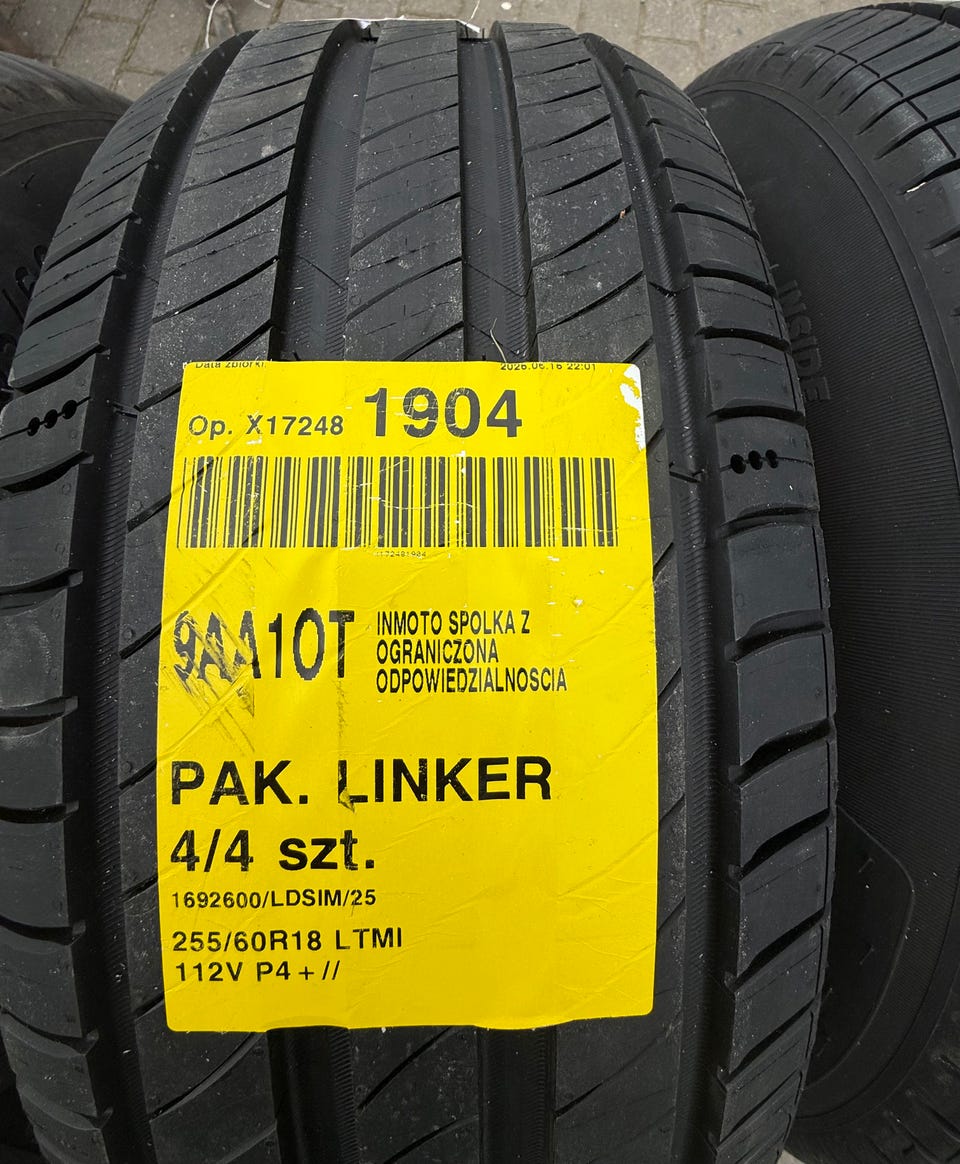 Data zbiórki
2026.06.16 22:01
Op. X17248 1904
172481904
9AA10T
INMOTO SPOLKA Z
OGRANICZONA
ODPOWIEDZIALNOSCIA
PAK. LINKER
4/4 szt.
1692600/LDSIM/25
255/60R18 LTMI
112V P4 + //
INSIDE